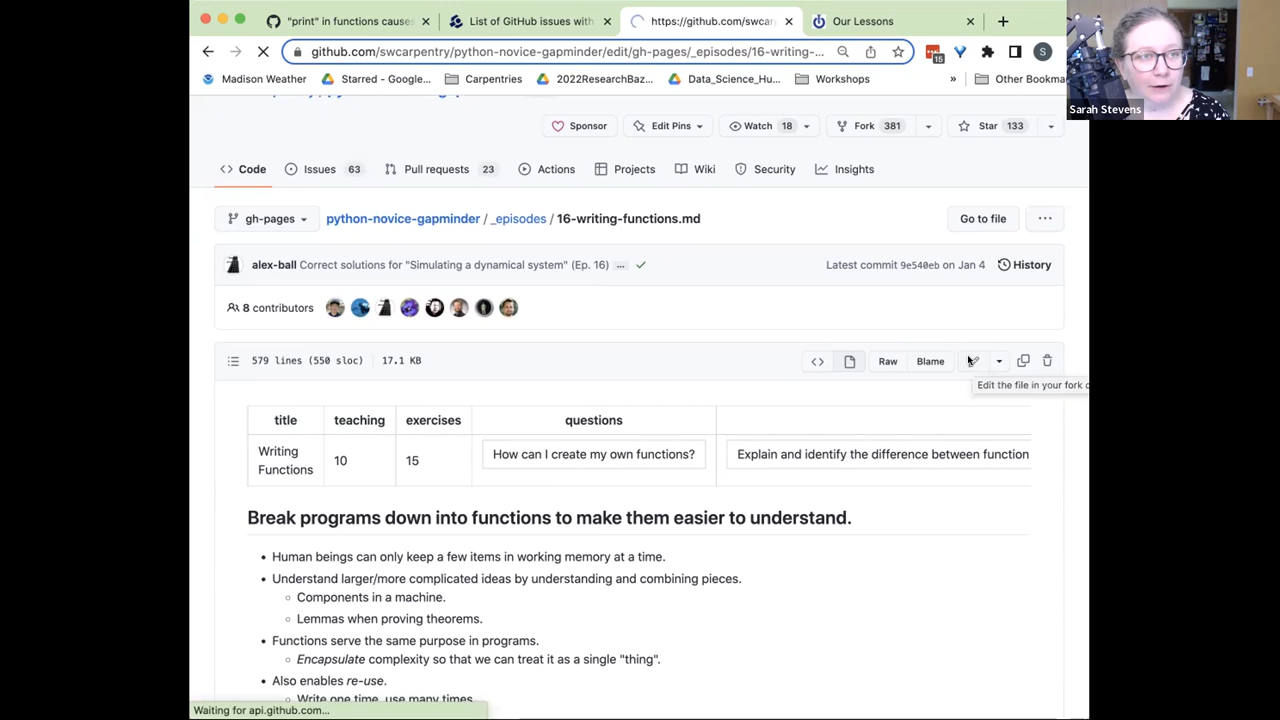 "print" in functions cause
List of GitHub issues with
https://github.com/swcar
Our Lessons
github.com/swcarpentry/python-novice-gapminder/edit/gh-pages/_episodes/16-writing-...
15
S
Madison Weather
Starred - Google...
Carpentries
2022ResearchBaz...
Data_Science_Hu...
Workshops
»
Other Bookma
Sarah Stevens
Sponsor
Edit Pins
Watch 18
Fork 381
Star 133
Code
Issues 63
Pull requests 23
Actions
Projects
Wiki
Security
Insights
gh-pages
python-novice-gapminder / _episodes / 16-writing-functions.md
Go to file
...
alex-ball Correct solutions for "Simulating a dynamical system" (Ep. 16) ...
Latest commit 9e540eb on Jan 4
History
8 contributors
579 lines (550 sloc) 17.1 KB
Raw
Blame
Edit the file in your fork o
title teaching exercises questions
Writing Functions 10 15 How can I create my own functions? Explain and identify the difference between function
Break programs down into functions to make them easier to understand.
• Human beings can only keep a few items in working memory at a time.
• Understand larger/more complicated ideas by understanding and combining pieces.
◦ Components in a machine.
◦ Lemmas when proving theorems.
• Functions serve the same purpose in programs.
◦ Encapsulate complexity so that we can treat it as a single "thing".
• Also enables re-use.
◦ Write one time, use many times.
Waiting for api.github.com...